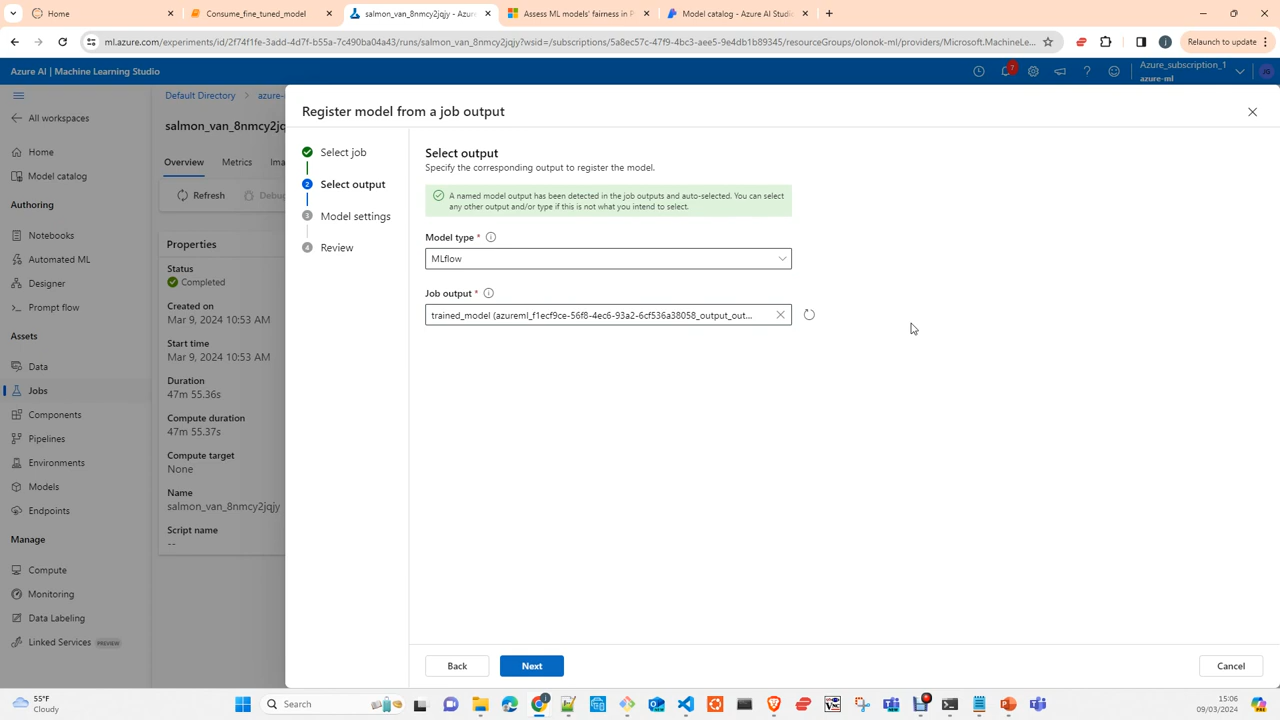 Home
Consume_fine_tuned_model
salmon_van_8nmcy2jqjy - Azure
Assess ML models' fairness in P
Model catalog - Azure AI Studio
ml.azure.com/experiments/id/2f74f1fe-3add-4d7f-b55a-7c490ba04a43/runs/salmon_van_8nmcy2jqjy?wsid=/subscriptions/5a8ec57c-47f9-4bc3-aee5-9e4db1b89345/resourceGroups/olonok-ml/providers/Microsoft.MachineLe...
Relaunch to update
Azure AI | Machine Learning Studio
7
Azure_subscription_1
azure-ml
JG
All workspaces
Home
Model catalog
Authoring
Notebooks
Automated ML
Designer
Prompt flow
Assets
Data
Jobs
Components
Pipelines
Environments
Models
Endpoints
Manage
Compute
Monitoring
Data Labeling
Linked Services PREVIEW
Default Directory > azure-
salmon_van_8nmcy2jq
Overview Metrics Ima
Refresh Debug
Properties
Status
Completed
Created on
Mar 9, 2024 10:53 AM
Start time
Mar 9, 2024 10:53 AM
Duration
47m 55.36s
Compute duration
47m 55.37s
Compute target
None
Name
salmon_van_8nmcy2jqjy
Script name
--
Register model from a job output
Select job
2 Select output
3 Model settings
4 Review
Select output
Specify the corresponding output to register the model.
A named model output has been detected in the job outputs and auto-selected. You can select
any other output and/or type if this is not what you intend to select.
Model type *
MLflow
Job output *
trained_model (azureml_f1ecf9ce-56f8-4ec6-93a2-6cf536a38058_output_out...
Back Next Cancel
55°F
Cloudy
Search
15:06
09/03/2024